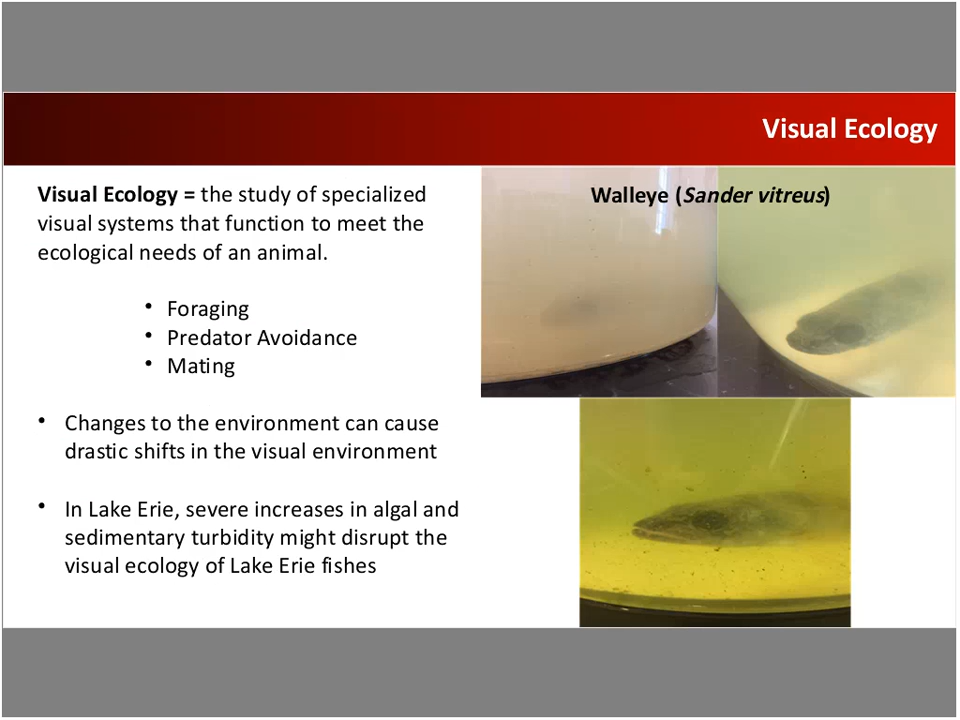 Visual Ecology
Visual Ecology = the study of specialized
visual systems that function to meet the
ecological needs of an animal.
• Foraging
• Predator Avoidance
• Mating
• Changes to the environment can cause
drastic shifts in the visual environment
• In Lake Erie, severe increases in algal and
sedimentary turbidity might disrupt the
visual ecology of Lake Erie fishes
Walleye (Sander vitreus)